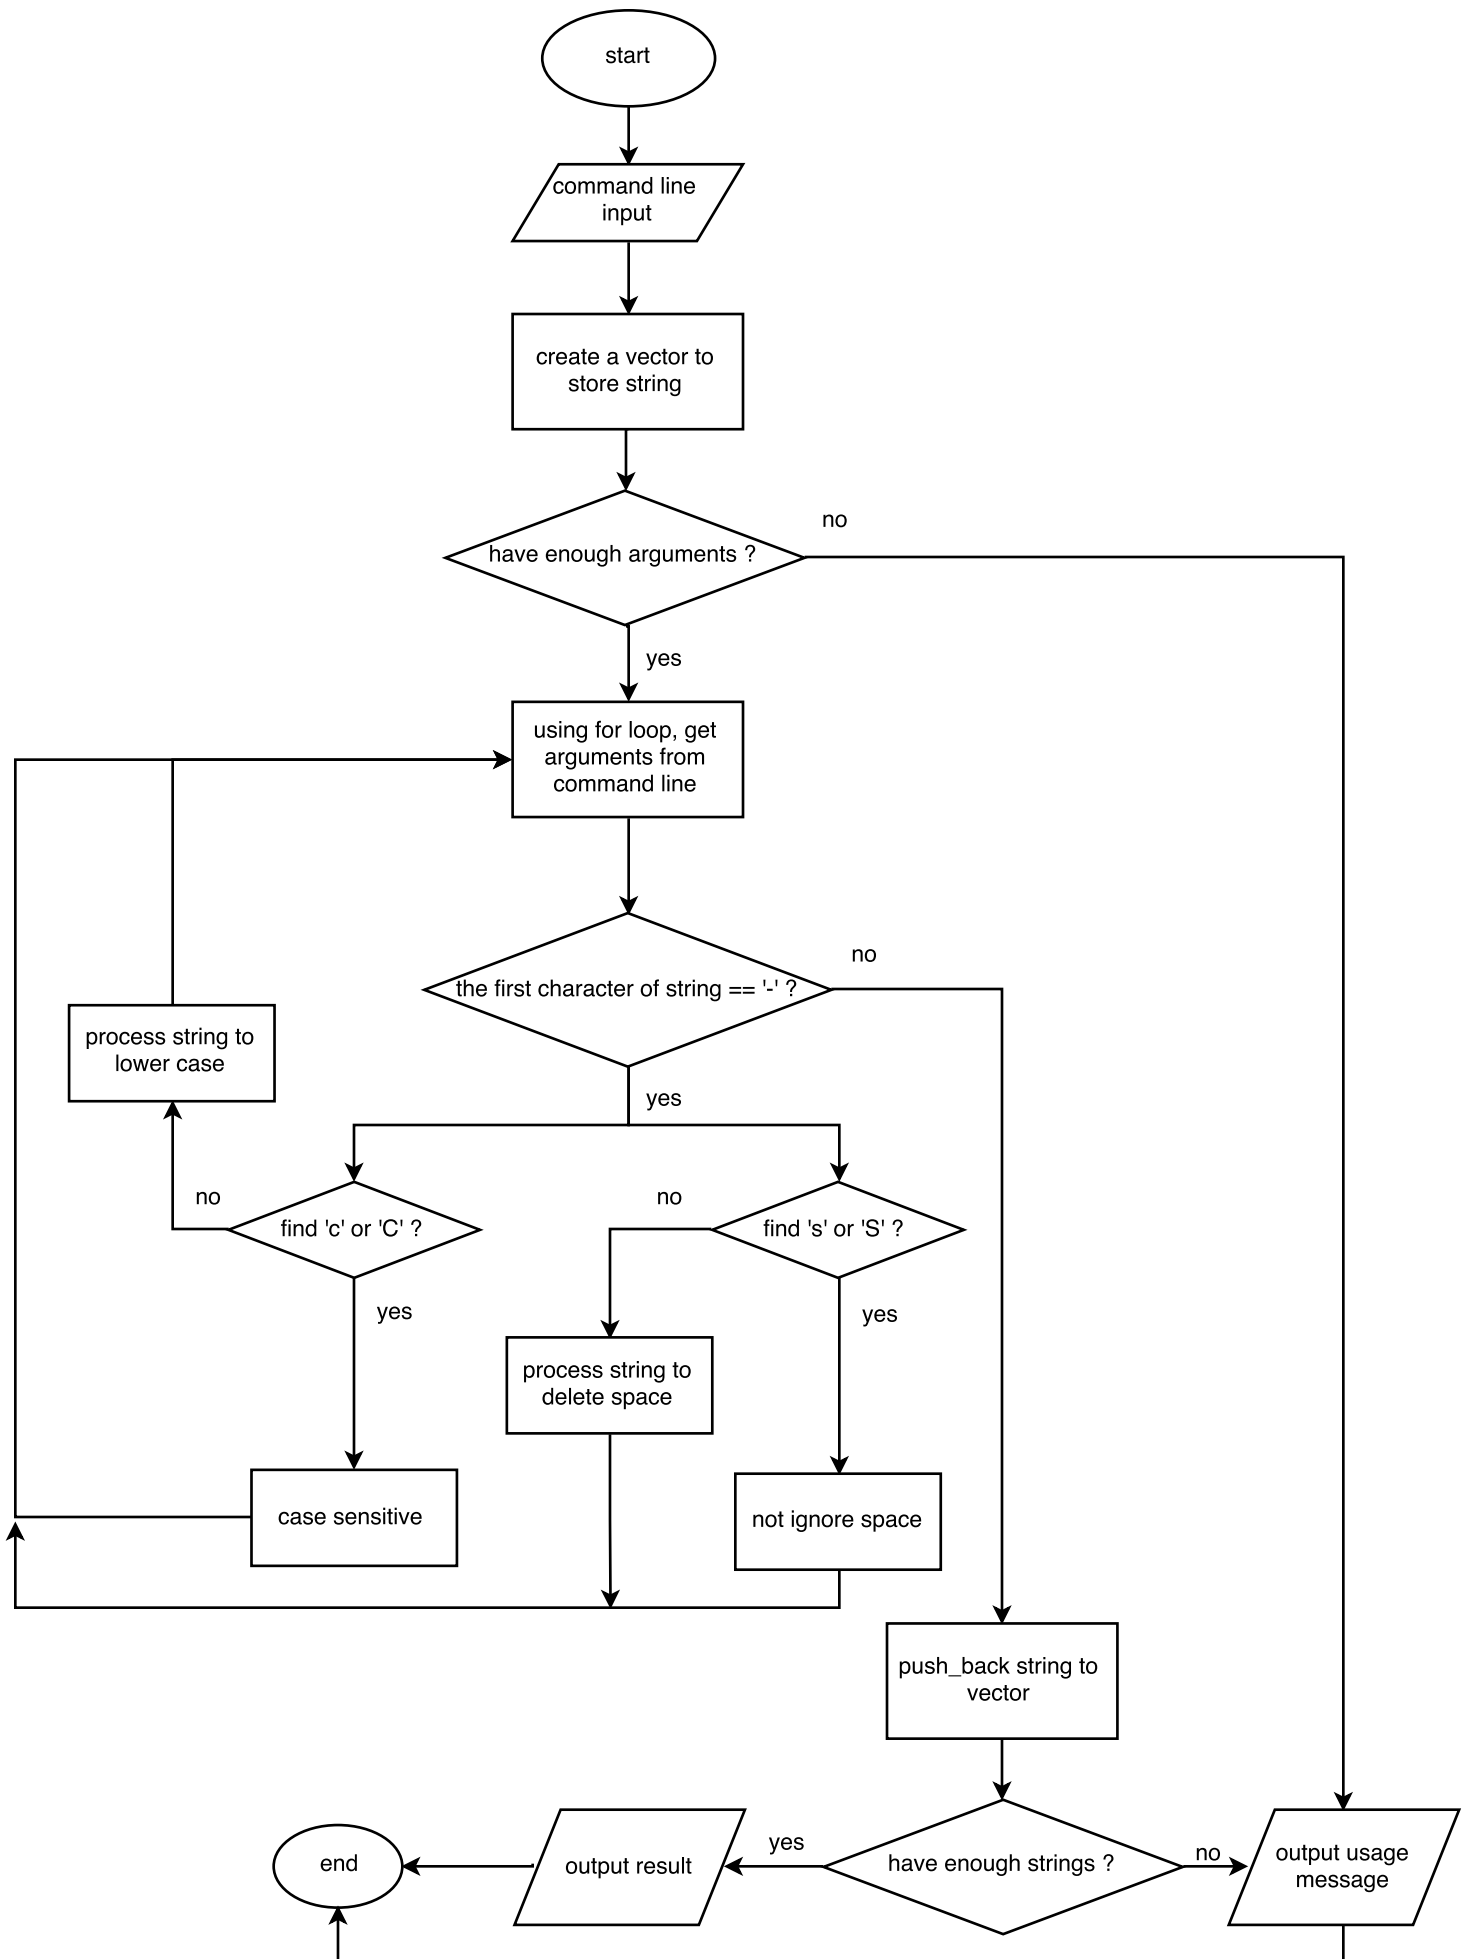 start
command line
input
create a vector to
store string
have enough arguments ?
no
yes
using for loop, get
arguments from
command line
the first character of string == '-' ?
no
process string to
lower case
yes
no
find 'c' or 'C' ?
no
find 's' or 'S' ?
yes
yes
process string to
delete space
case sensitive
not ignore space
push_back string to
vector
end
output result
yes
have enough strings ?
no
output usage
message